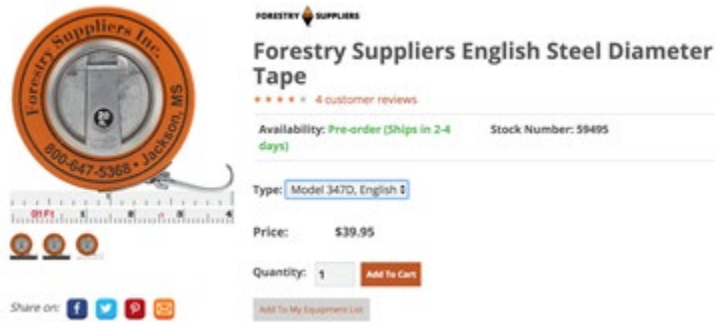 Forestry Suppliers Inc.
20
800-647-5368 • Jackson, MS
Share on:
FORESTRY SUPPLIERS
Forestry Suppliers English Steel Diameter
Tape
4 customer reviews
Availability: Pre-order (Ships in 2-4
days)
Stock Number: 59495
Type: Model 347D, English
Price: $39.95
Quantity: 1 Add To Cart
Add To My Equipment List